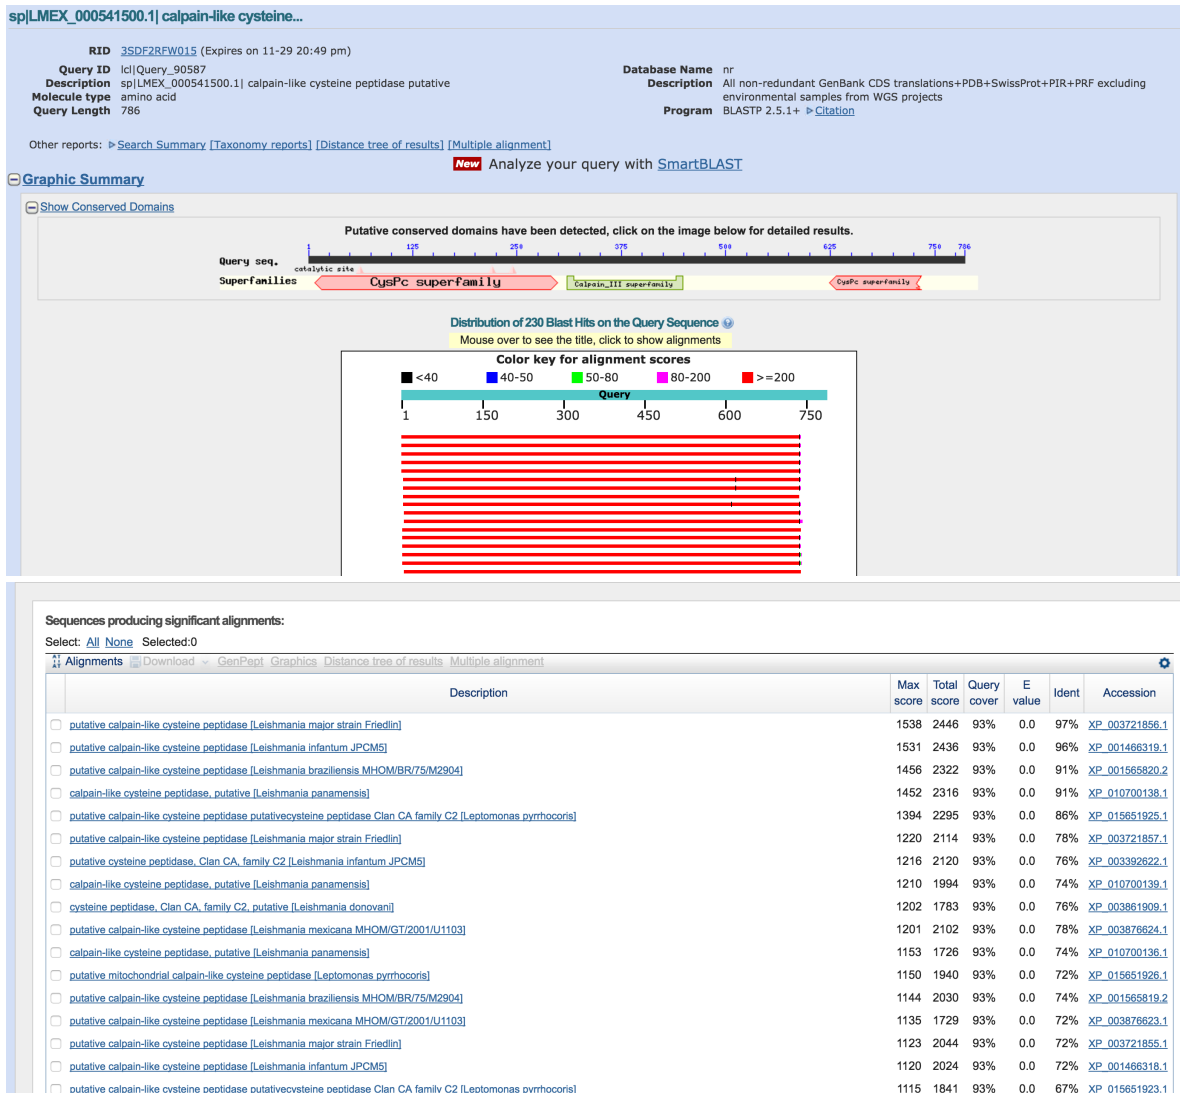 sp|LMEX_000541500.1| calpain-like cysteine...
RID 3SDF2RFW015 (Expires on 11-29 20:49 pm)
Query ID lcl|Query_90587
Description sp|LMEX_000541500.1| calpain-like cysteine peptidase putative
Molecule type amino acid
Query Length 786
Database Name nr
Description All non-redundant GenBank CDS translations+PDB+SwissProt+PIR+PRF excluding
environmental samples from WGS projects
Program BLASTP 2.5.1+ Citation
Other reports: Search Summary [Taxonomy reports] [Distance tree of results] [Multiple alignment]
New Analyze your query with SmartBLAST
Graphic Summary
Show Conserved Domains
Putative conserved domains have been detected, click on the image below for detailed results.
1 125 250 375 500 625 750 786
Query seq.
catalytic site
Superfamilies CysPc superfamily Calpain_III superfamily CysPc superfamily
Distribution of 230 Blast Hits on the Query Sequence
Mouse over to see the title, click to show alignments
Color key for alignment scores
<40 40-50 50-80 80-200 >=200
Query
1 150 300 450 600 750
Sequences producing significant alignments:
Select: All None Selected:0
Alignments Download GenPept Graphics Distance tree of results Multiple alignment
Description Max score Total score Query cover E value Ident Accession
putative calpain-like cysteine peptidase [Leishmania major strain Friedlin] 1538 2446 93% 0.0 97% XP_003721856.1
putative calpain-like cysteine peptidase [Leishmania infantum JPCM5] 1531 2436 93% 0.0 96% XP_001466319.1
putative calpain-like cysteine peptidase [Leishmania braziliensis MHOM/BR/75/M2904] 1456 2322 93% 0.0 91% XP_001565820.2
calpain-like cysteine peptidase, putative [Leishmania panamensis] 1452 2316 93% 0.0 91% XP_010700138.1
putative calpain-like cysteine peptidase putativecysteine peptidase Clan CA family C2 [Leptomonas pyrrhocoris] 1394 2295 93% 0.0 86% XP_015651925.1
putative calpain-like cysteine peptidase [Leishmania major strain Friedlin] 1220 2114 93% 0.0 78% XP_003721857.1
putative cysteine peptidase, Clan CA, family C2 [Leishmania infantum JPCM5] 1216 2120 93% 0.0 76% XP_003392622.1
calpain-like cysteine peptidase, putative [Leishmania panamensis] 1210 1994 93% 0.0 74% XP_010700139.1
cysteine peptidase, Clan CA, family C2, putative [Leishmania donovani] 1202 1783 93% 0.0 76% XP_003861909.1
putative calpain-like cysteine peptidase [Leishmania mexicana MHOM/GT/2001/U1103] 1201 2102 93% 0.0 78% XP_003876624.1
calpain-like cysteine peptidase, putative [Leishmania panamensis] 1153 1726 93% 0.0 74% XP_010700136.1
putative mitochondrial calpain-like cysteine peptidase [Leptomonas pyrrhocoris] 1150 1940 93% 0.0 72% XP_015651926.1
putative calpain-like cysteine peptidase [Leishmania braziliensis MHOM/BR/75/M2904] 1144 2030 93% 0.0 74% XP_001565819.2
putative calpain-like cysteine peptidase [Leishmania mexicana MHOM/GT/2001/U1103] 1135 1729 93% 0.0 72% XP_003876623.1
putative calpain-like cysteine peptidase [Leishmania major strain Friedlin] 1123 2044 93% 0.0 72% XP_003721855.1
putative calpain-like cysteine peptidase [Leishmania infantum JPCM5] 1120 2024 93% 0.0 72% XP_001466318.1
putative calpain-like cysteine peptidase putativecysteine peptidase Clan CA family C2 [Leptomonas pyrrhocoris] 1115 1841 93% 0.0 67% XP_015651923.1